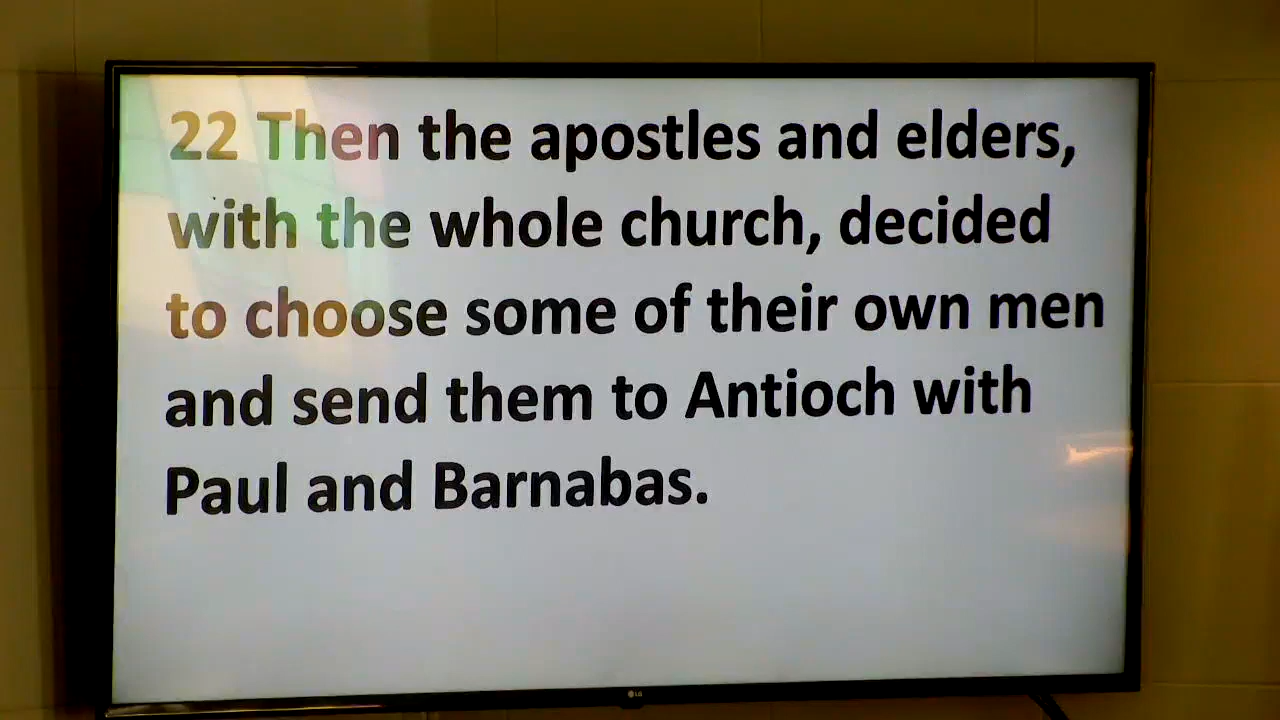 22 Then the apostles and elders,
with the whole church, decided
to choose some of their own men
and send them to Antioch with
Paul and Barnabas.
LG